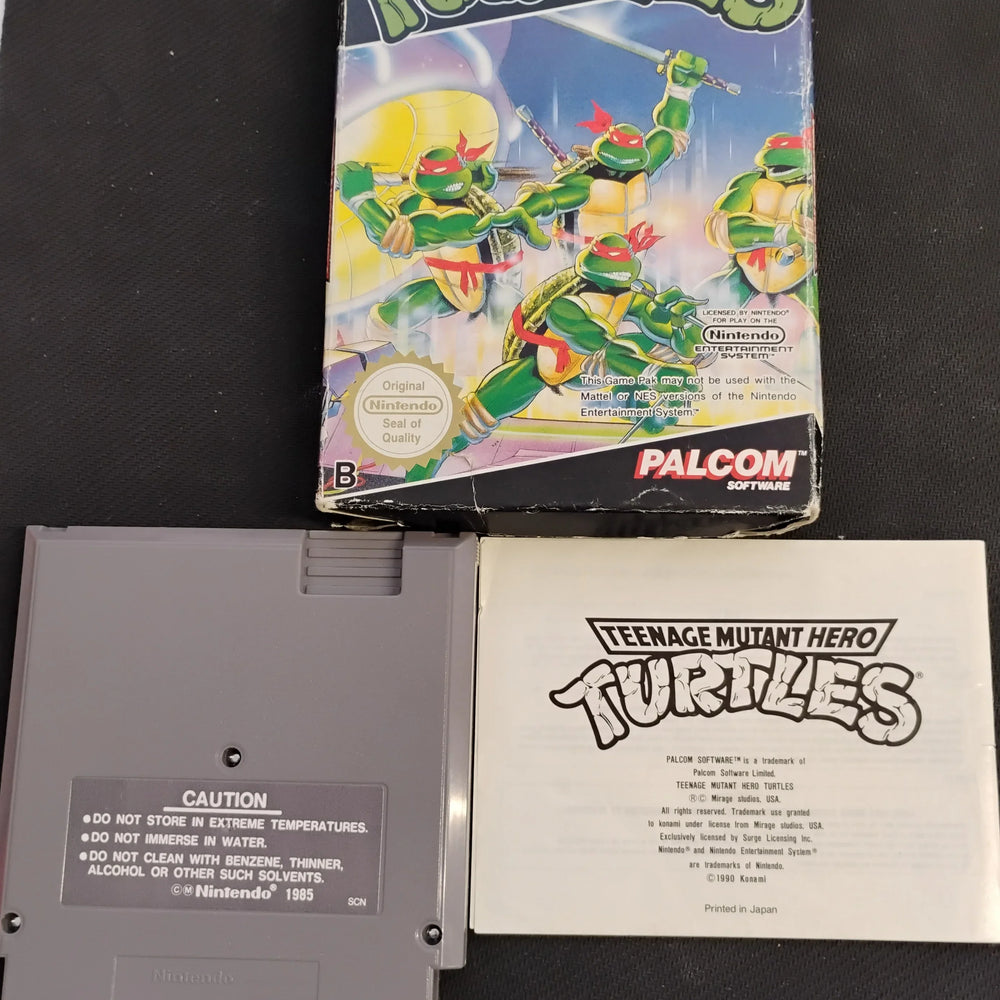 TURTLES
LICENSED BY NINTENDO®
FOR PLAY ON THE
Nintendo
ENTERTAINMENT
SYSTEM™
This Game Pak may not be used with the
Mattel or NES versions of the Nintendo
Entertainment System.™
Original
Nintendo
Seal of
Quality
B
PALCOM™
SOFTWARE
CAUTION
●DO NOT STORE IN EXTREME TEMPERATURES.
●DO NOT IMMERSE IN WATER.
●DO NOT CLEAN WITH BENZENE, THINNER,
ALCOHOL OR OTHER SUCH SOLVENTS.
©Ⓜ Nintendo® 1985
SCN
Nintendo
TEENAGE MUTANT HERO
TURTLES®
PALCOM SOFTWARE™ is a trademark of
Palcom Software Limited.
TEENAGE MUTANT HERO TURTLES
®© Mirage studios, USA.
All rights reserved. Trademark use granted
to konami under license from Mirage studios, USA.
Exclusively licensed by Surge Licensing Inc.
Nintendo® and Nintendo Entertainment System®
are trademarks of Nintendo.
©1990 Konami
Printed in Japan